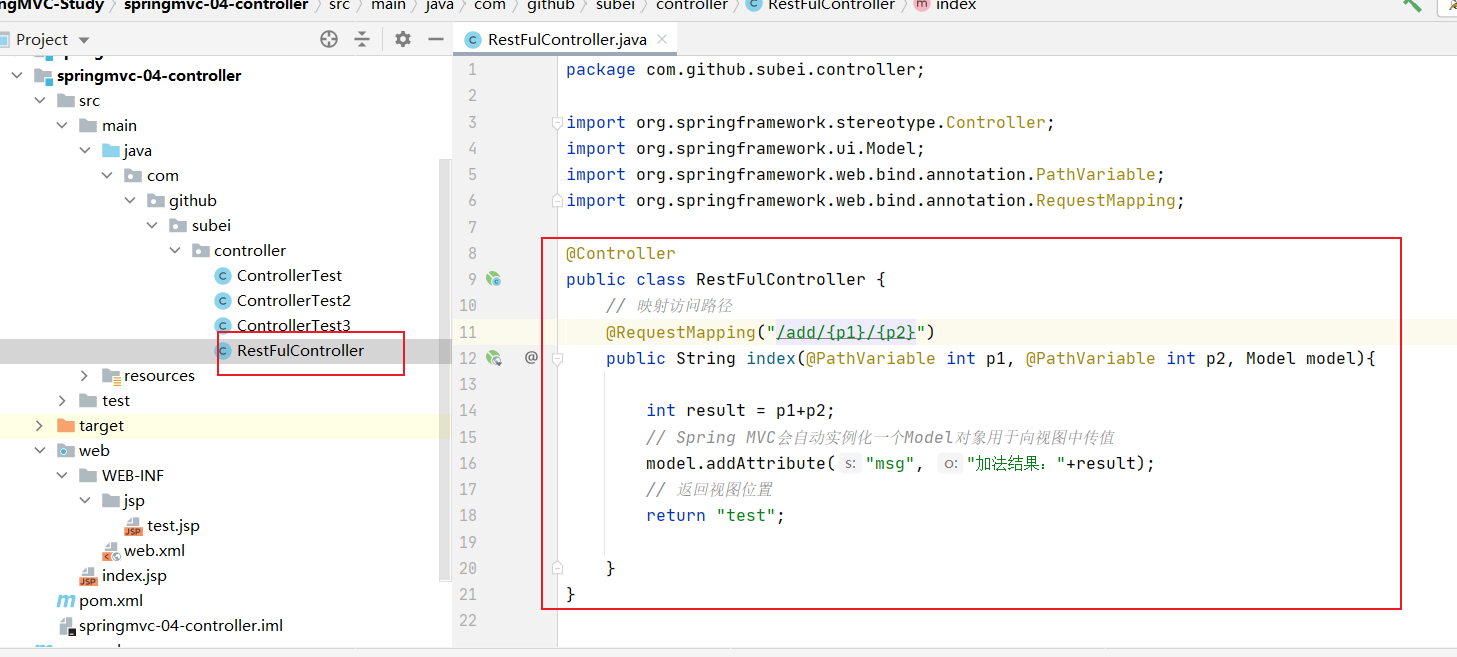 ngMVC-Study > springmvc-04-controller > src > main > java > com > github > subei > controller > RestFulController > index
Project
RestFulController.java
springmvc-04-controller
src
main
java
com
github
subei
controller
ControllerTest
ControllerTest2
ControllerTest3
RestFulController
resources
test
target
web
WEB-INF
jsp
test.jsp
web.xml
index.jsp
pom.xml
springmvc-04-controller.iml
1 package com.github.subei.controller;
2
3 import org.springframework.stereotype.Controller;
4 import org.springframework.ui.Model;
5 import org.springframework.web.bind.annotation.PathVariable;
6 import org.springframework.web.bind.annotation.RequestMapping;
7
8 @Controller
9 public class RestFulController {
10 // 映射访问路径
11 @RequestMapping("/add/{p1}/{p2}")
12 @ public String index(@PathVariable int p1, @PathVariable int p2, Model model){
13
14 int result = p1+p2;
15 // Spring MVC会自动实例化一个Model对象用于向视图中传值
16 model.addAttribute( s: "msg", o: "加法结果："+result);
17 // 返回视图位置
18 return "test";
19
20 }
21 }
22